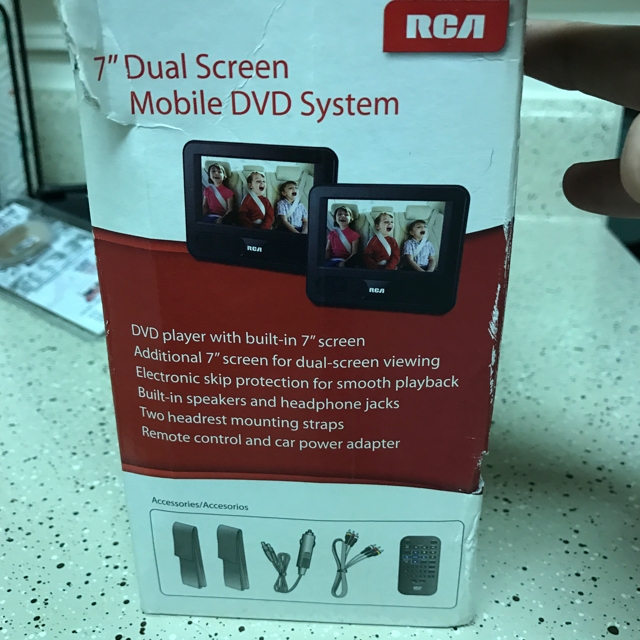 RCA
7” Dual Screen
Mobile DVD System
RCA
RCA
DVD player with built-in 7” screen
Additional 7” screen for dual-screen viewing
Electronic skip protection for smooth playback
Built-in speakers and headphone jacks
Two headrest mounting straps
Remote control and car power adapter
Accessories/Accesorios